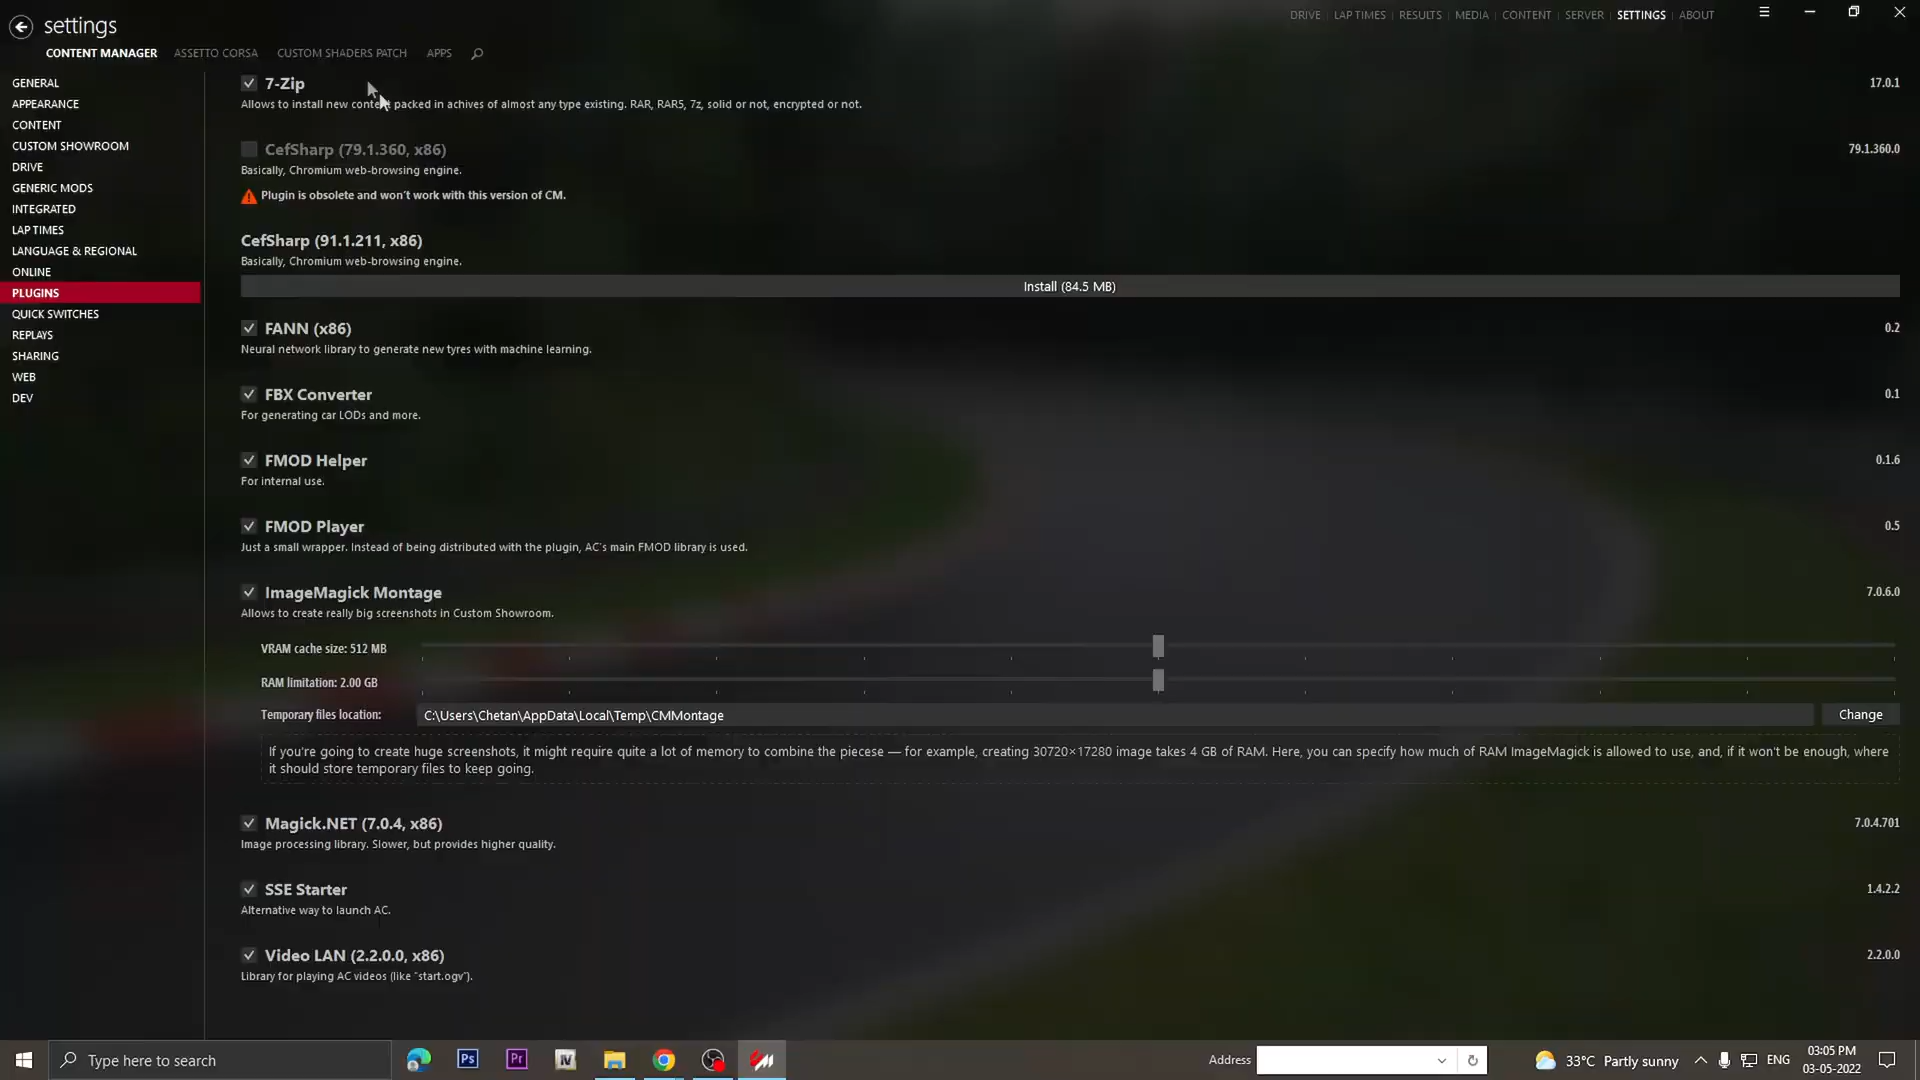 settings
DRIVE | LAP TIMES | RESULTS | MEDIA | CONTENT | SERVER | SETTINGS | ABOUT
CONTENT MANAGER ASSETTO CORSA CUSTOM SHADERS PATCH APPS
GENERAL
APPEARANCE
CONTENT
CUSTOM SHOWROOM
DRIVE
GENERIC MODS
INTEGRATED
LAP TIMES
LANGUAGE & REGIONAL
ONLINE
PLUGINS
QUICK SWITCHES
REPLAYS
SHARING
WEB
DEV
7-Zip 17.0.1
Allows to install new content packed in achives of almost any type existing. RAR, RAR5, 7z, solid or not, encrypted or not.
CefSharp (79.1.360, x86) 79.1.360.0
Basically, Chromium web-browsing engine.
Plugin is obsolete and won't work with this version of CM.
CefSharp (91.1.211, x86)
Basically, Chromium web-browsing engine.
Install (84.5 MB)
FANN (x86) 0.2
Neural network library to generate new tyres with machine learning.
FBX Converter 0.1
For generating car LODs and more.
FMOD Helper 0.1.6
For internal use.
FMOD Player 0.5
Just a small wrapper. Instead of being distributed with the plugin, AC's main FMOD library is used.
ImageMagick Montage 7.0.6.0
Allows to create really big screenshots in Custom Showroom.
VRAM cache size: 512 MB
RAM limitation: 2.00 GB
Temporary files location: C:\Users\Chetan\AppData\Local\Temp\CMMontage Change
If you're going to create huge screenshots, it might require quite a lot of memory to combine the piecese — for example, creating 30720×17280 image takes 4 GB of RAM. Here, you can specify how much of RAM ImageMagick is allowed to use, and, if it won't be enough, where
it should store temporary files to keep going.
Magick.NET (7.0.4, x86) 7.0.4.701
Image processing library. Slower, but provides higher quality.
SSE Starter 1.4.2.2
Alternative way to launch AC.
Video LAN (2.2.0.0, x86) 2.2.0.0
Library for playing AC videos (like "start.ogv").
Type here to search Ps Pr IV Address 33°C Partly sunny ENG 03:05 PM
03-05-2022